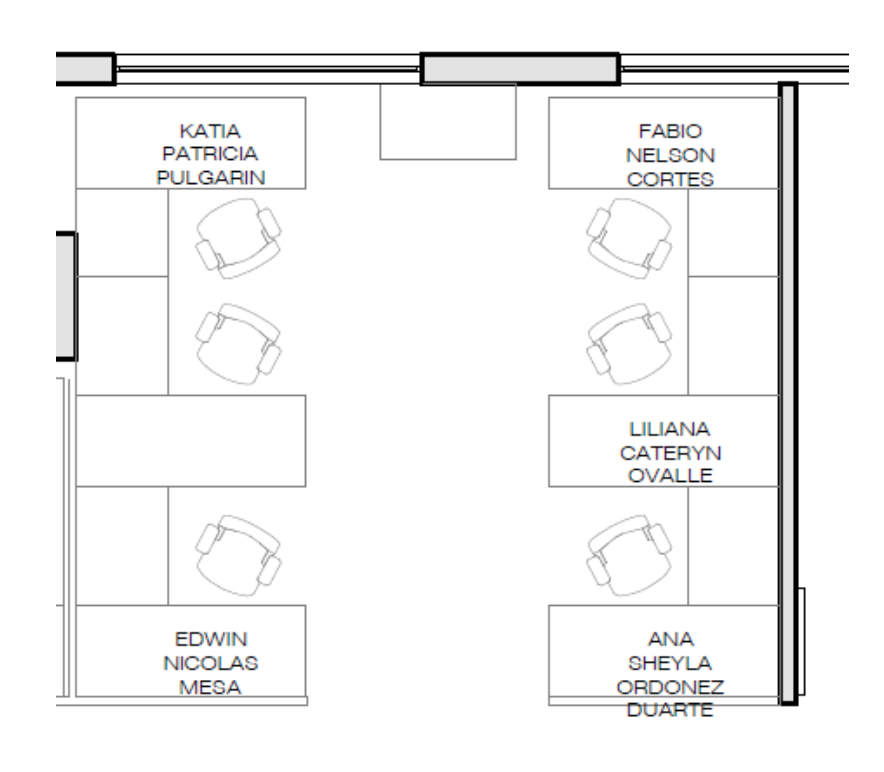 KATIA
PATRICIA
PULGARIN
FABIO
NELSON
CORTES
LILIANA
CATERYN
OVALLE
EDWIN
NICOLAS
MESA
ANA
SHEYLA
ORDONEZ
DUARTE